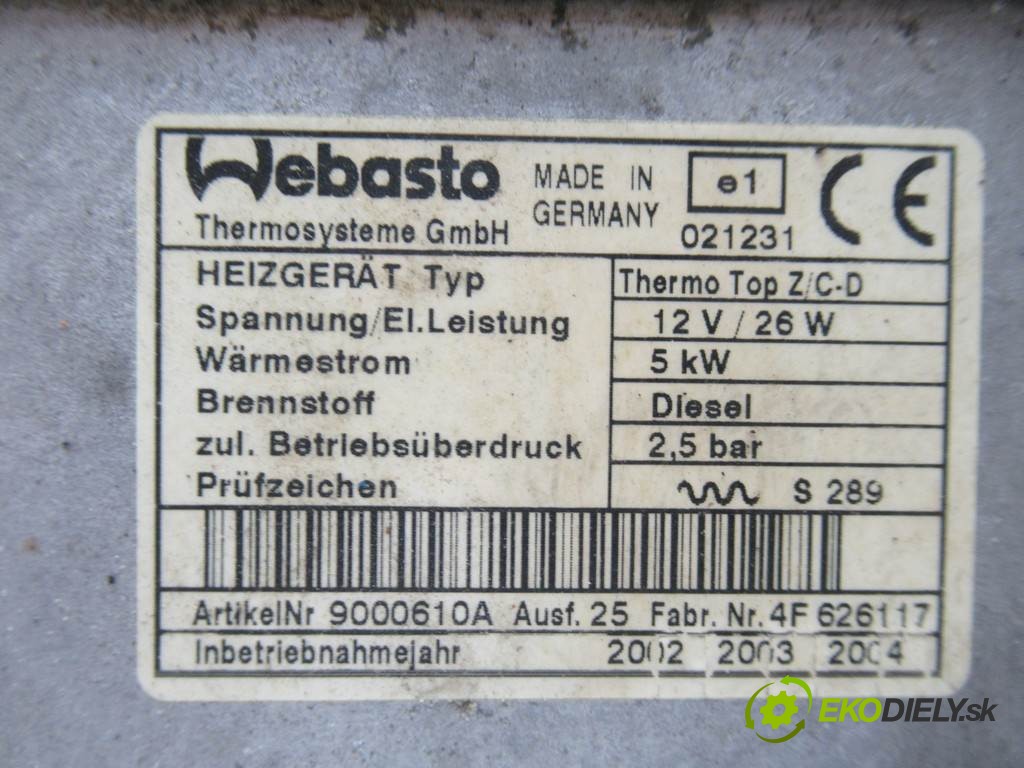 Webasto
Thermosysteme GmbH
MADE IN
GERMANY
e1
021231
CE
HEIZGERÄT Typ Thermo Top Z/C-D
Spannung/El.Leistung 12 V / 26 W
Wärmestrom 5 kW
Brennstoff Diesel
zul. Betriebsüberdruck 2,5 bar
Prüfzeichen S 289
ArtikelNr 9000610A Ausf. 25 Fabr. Nr. 4F 626117
Inbetriebnahmejahr 2002 2003 2004
EKODIELY.sk